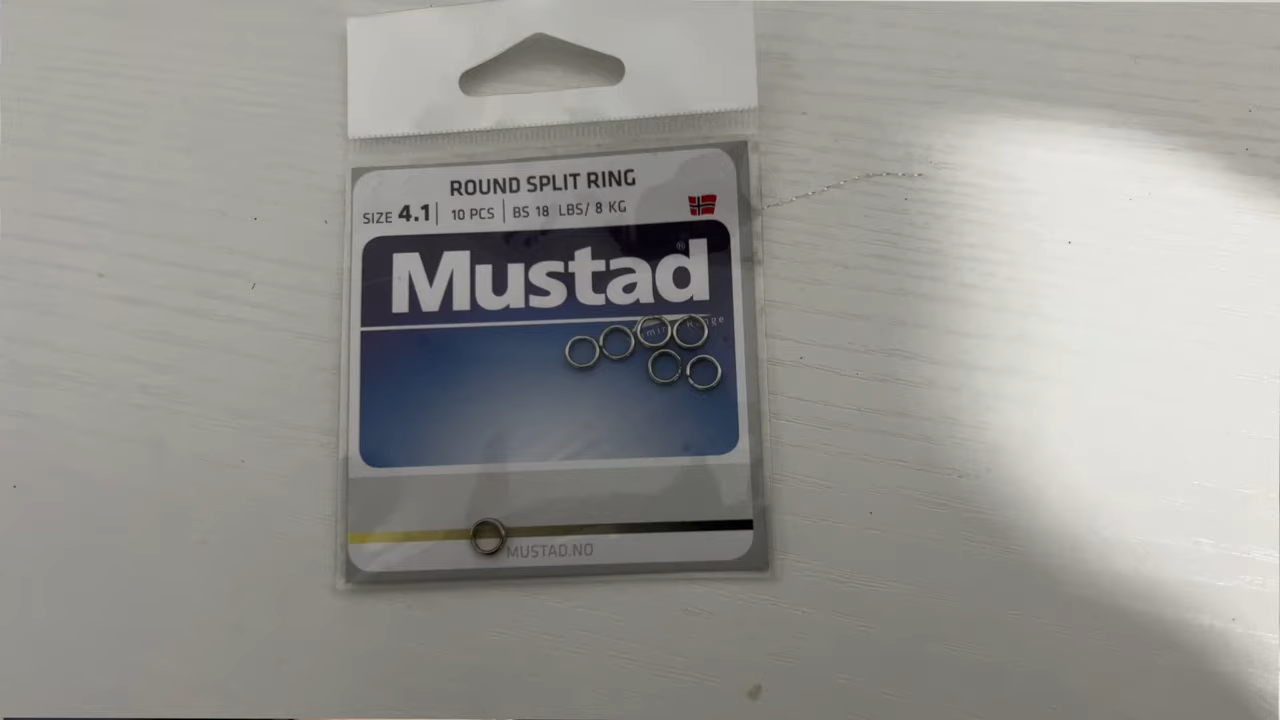 ROUND SPLIT RING
SIZE 4.1 | 10 PCS | BS 18 LBS/ 8 KG
Mustad®
MUSTAD.NO